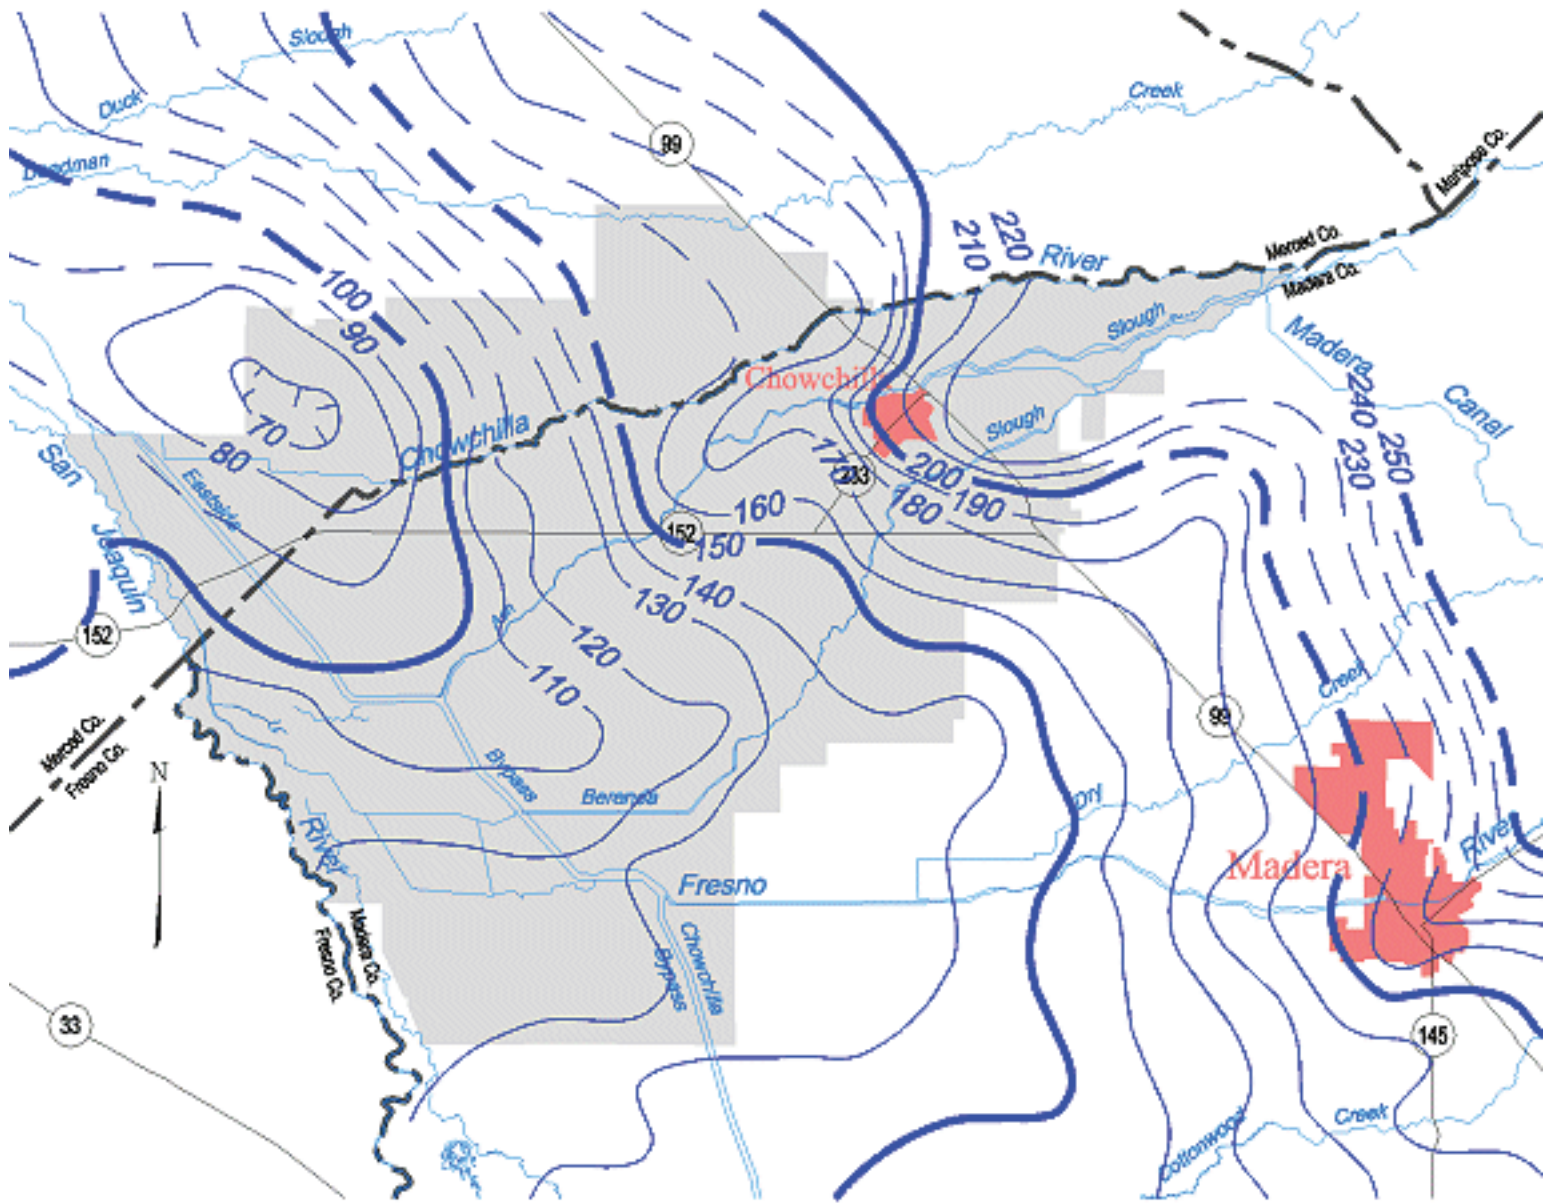 Slough
Duck
Creek
99
Deadman
Mariposa Co.
220
210
River
Merced Co.
Madera Co.
100
90
Slough
Madera
Chowchilla
240
Canal
70
Chowchilla
Slough
230
250
80
San
200
233
Eastside
190
180
160
152
150
Joaquin
140
130
152
120
110
Creek
99
Merced Co.
Fresno Co.
N
Bypass
Berenda
Dry
River
River
Madera
Fresno
Madera Co.
Fresno Co.
Chowchilla
Bypass
33
145
Cottonwood
Creek